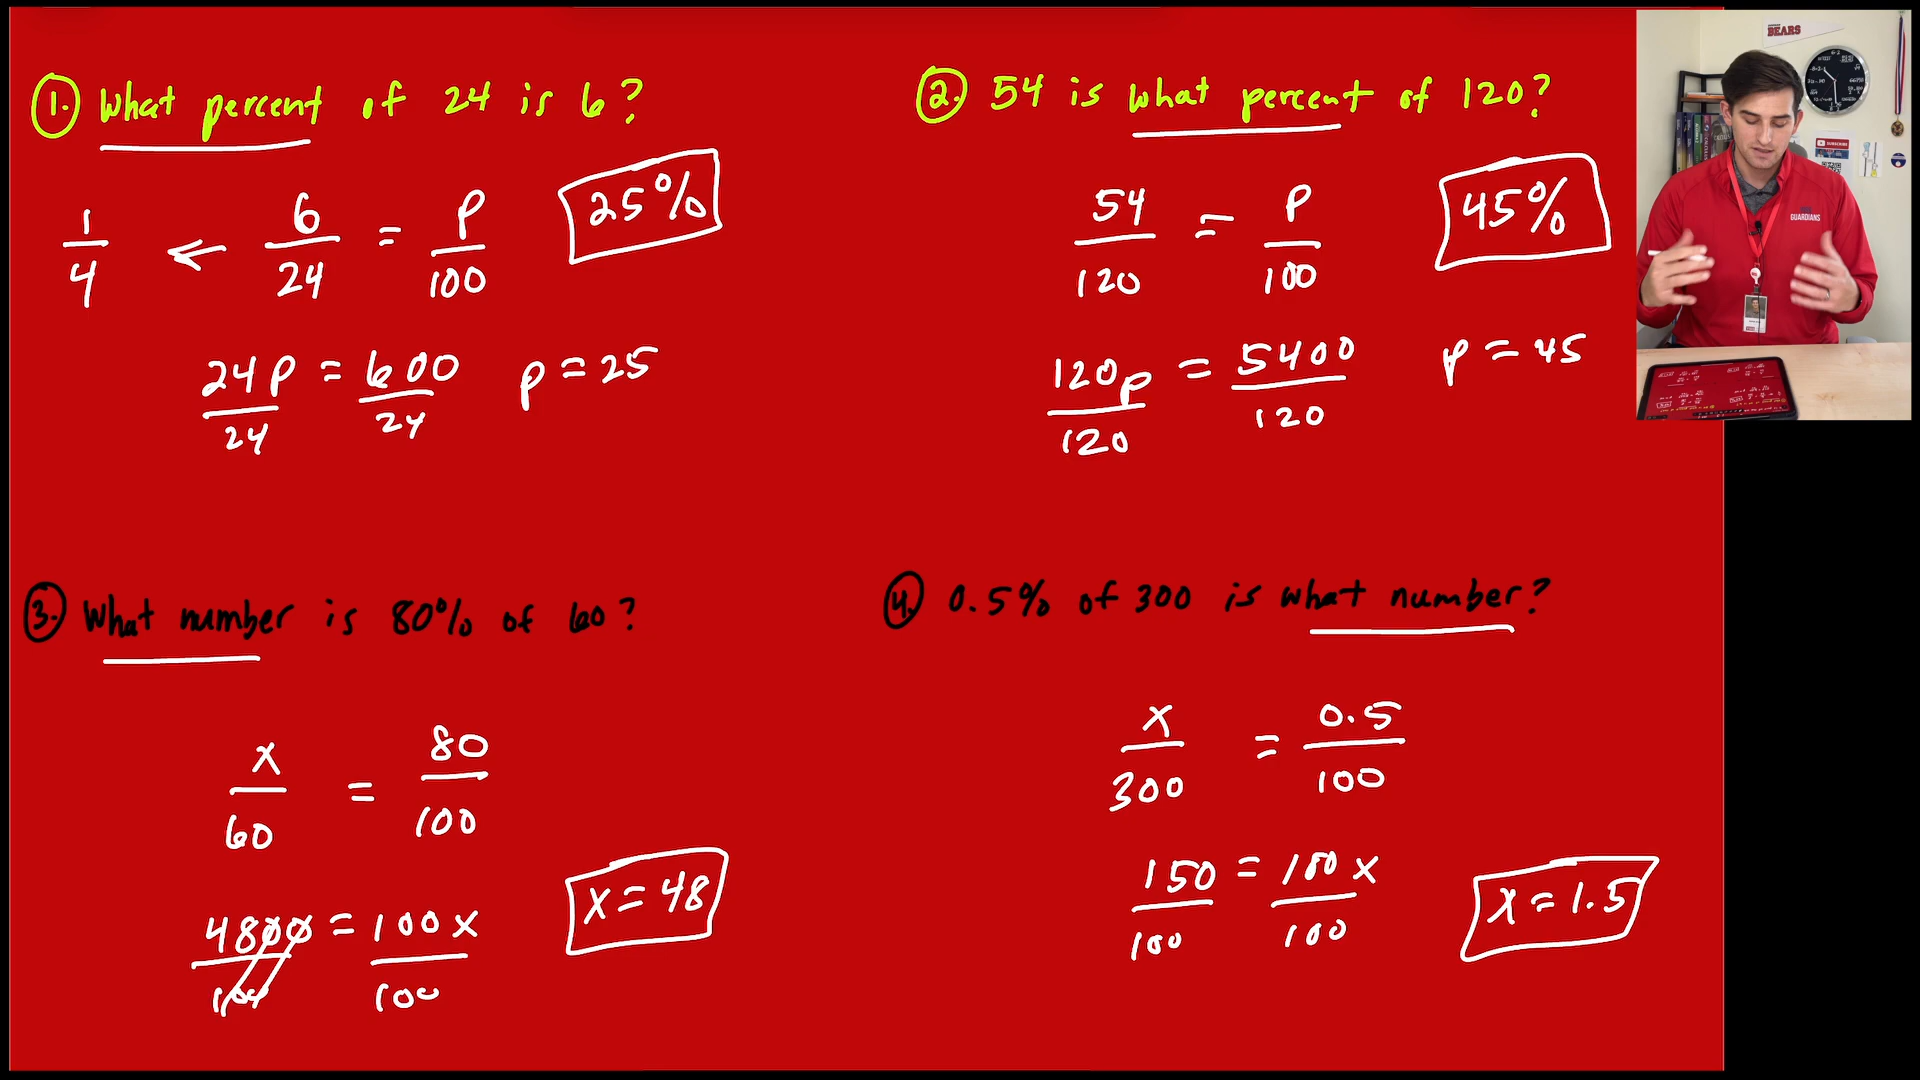 1. What percent of 24 is 6?
1/4 ← 6/24 = P/100
25%
24P/24 = 600/24 P = 25
2. 54 is what percent of 120?
54/120 = P/100
45%
120p/120 = 5400/120 P = 45
3. What number is 80% of 60?
x/60 = 80/100
4800/100 = 100x/100
x = 48
4. 0.5% of 300 is what number?
x/300 = 0.5/100
150/100 = 100x/100
x = 1.5
BEARS
GUARDIANS
SUBSCRIBE